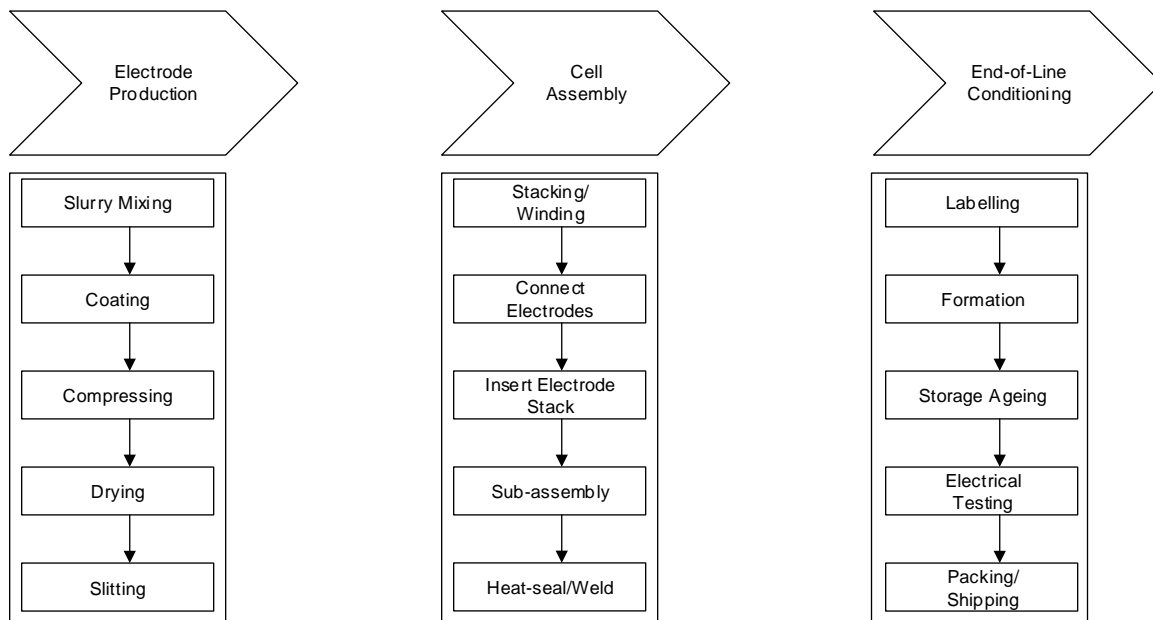 Electrode
Production
Cell
Assembly
End-of-Line
Conditioning
Slurry Mixing
Coating
Compressing
Drying
Slitting
Stacking/
Winding
Connect
Electrodes
Insert Electrode
Stack
Sub-assembly
Heat-seal/Weld
Labelling
Formation
Storage Ageing
Electrical
Testing
Packing/
Shipping